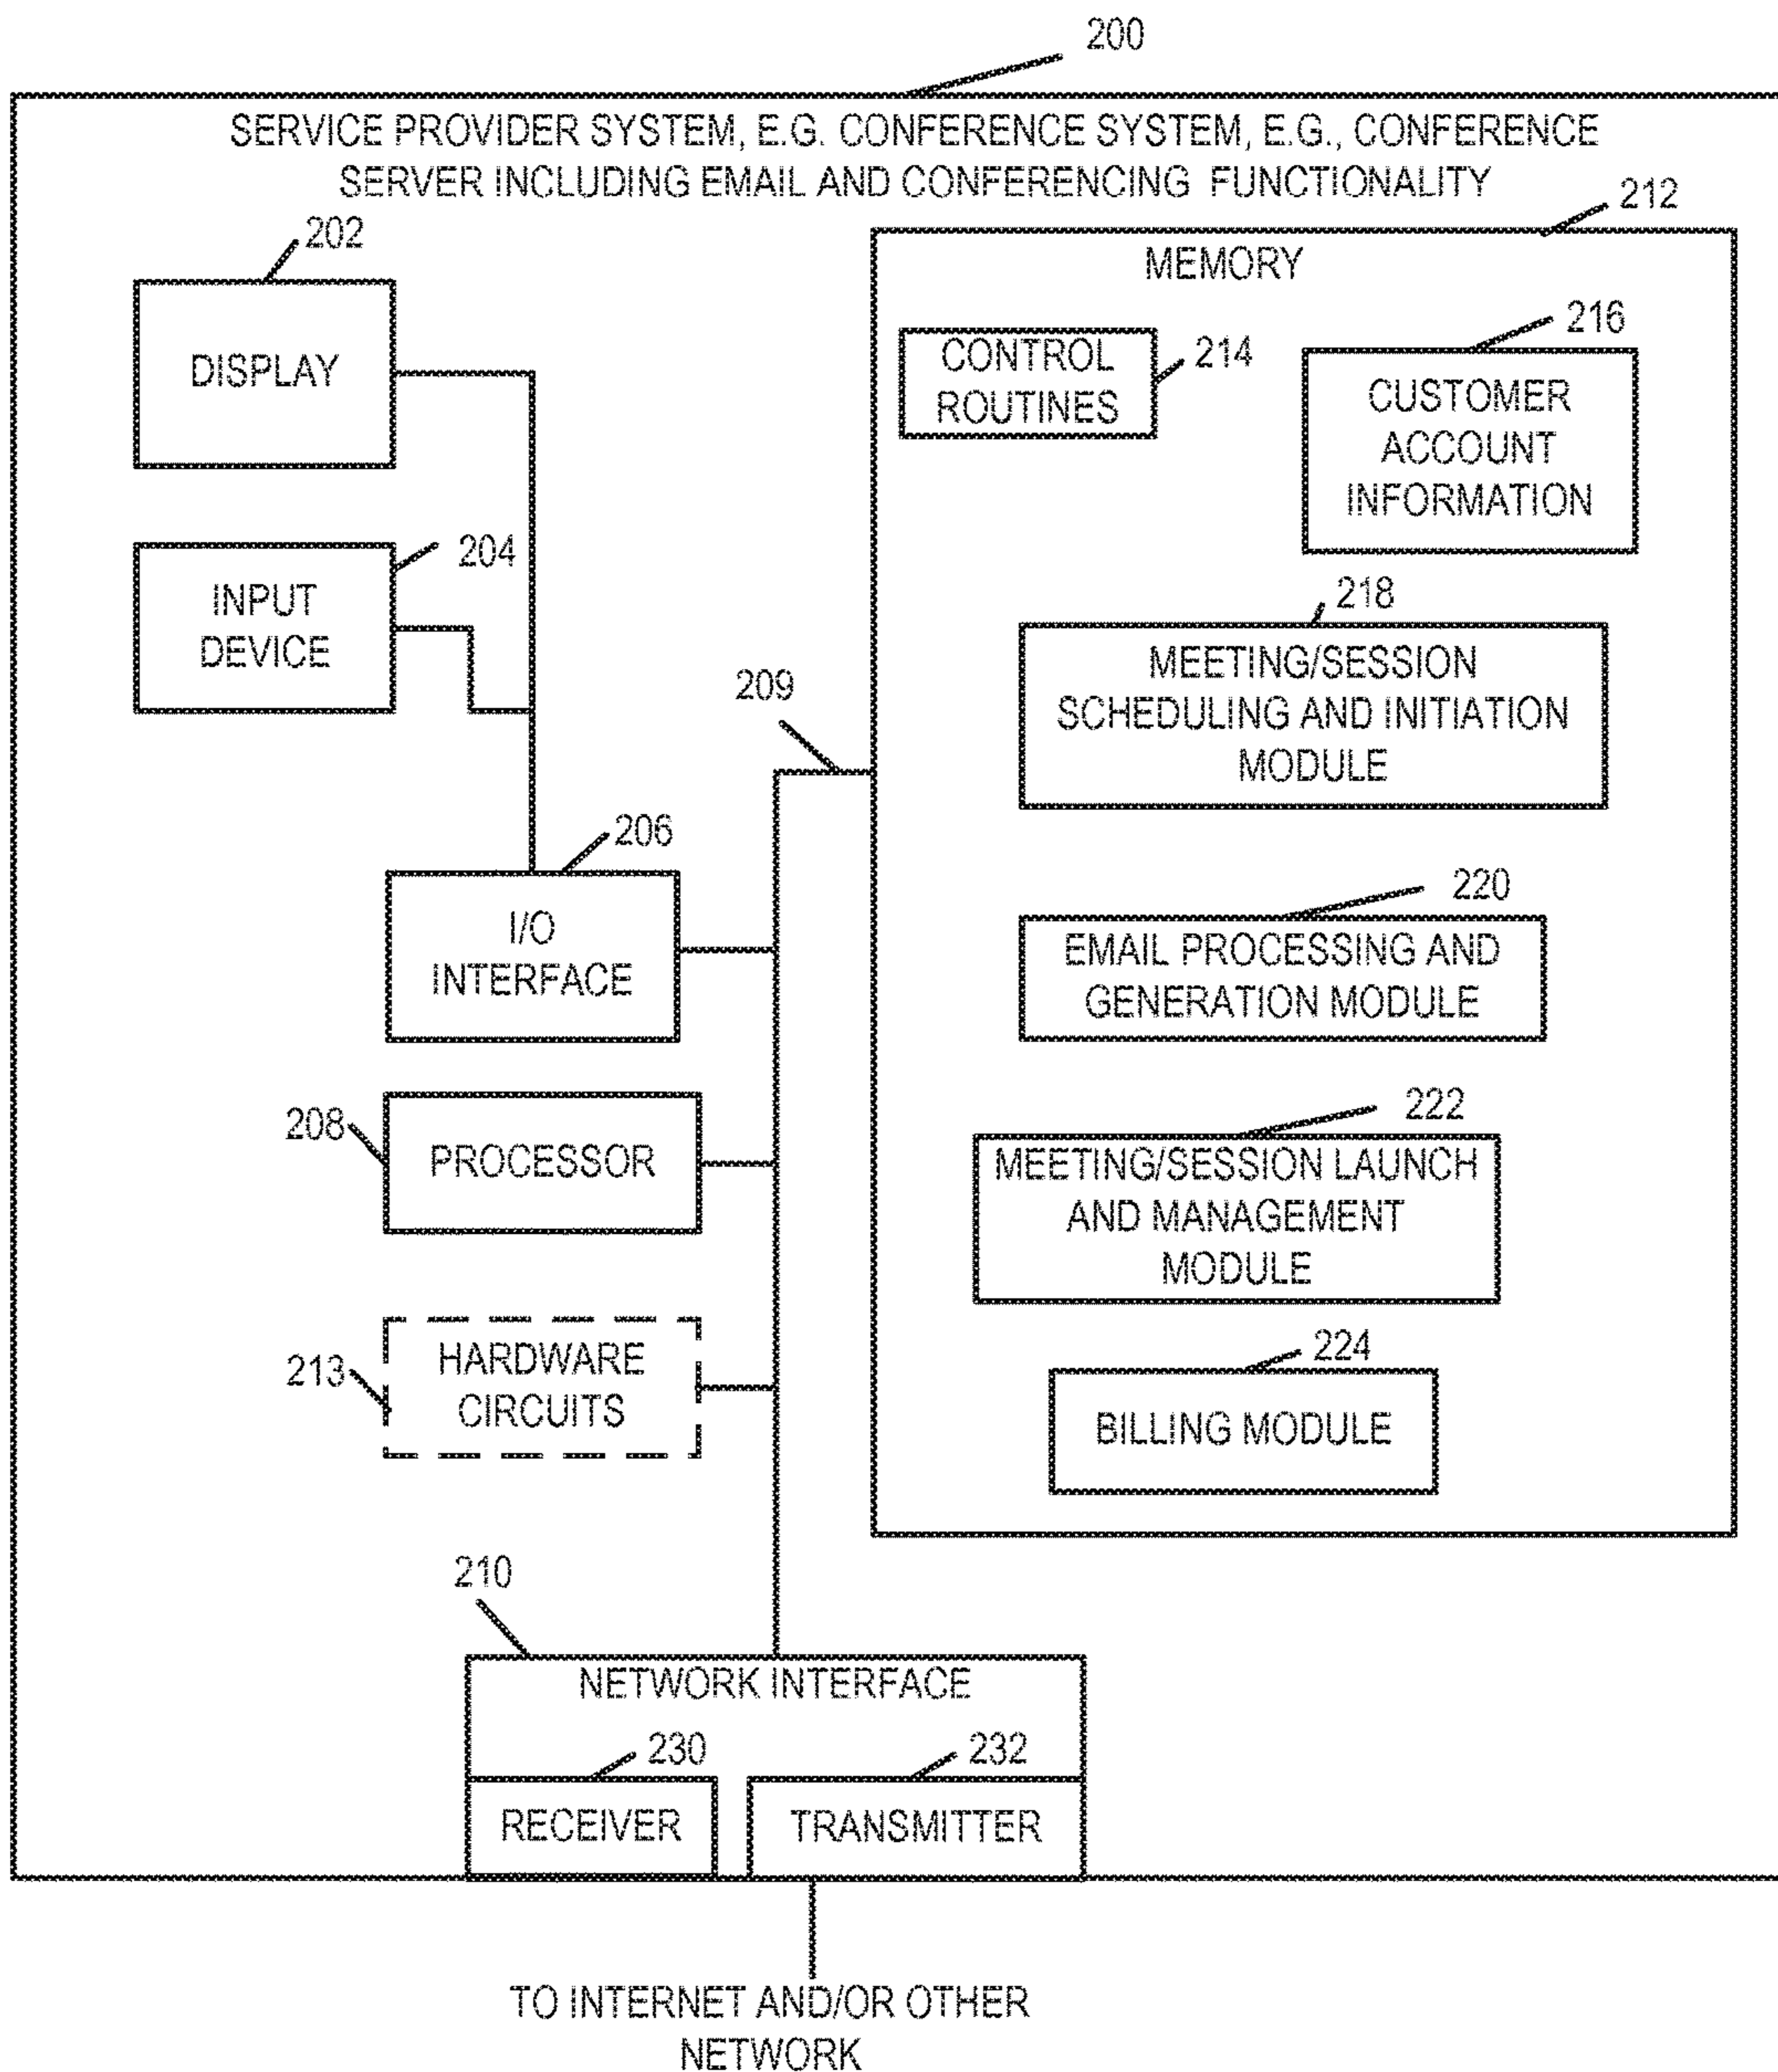 200
SERVICE PROVIDER SYSTEM, E.G. CONFERENCE SYSTEM, E.G., CONFERENCE
SERVER INCLUDING EMAIL AND CONFERENCING FUNCTIONALITY
202
DISPLAY
204
INPUT
DEVICE
206
I/O
INTERFACE
208
PROCESSOR
213
HARDWARE
CIRCUITS
209
212
MEMORY
214
CONTROL
ROUTINES
216
CUSTOMER
ACCOUNT
INFORMATION
218
MEETING/SESSION
SCHEDULING AND INITIATION
MODULE
220
EMAIL PROCESSING AND
GENERATION MODULE
222
MEETING/SESSION LAUNCH
AND MANAGEMENT
MODULE
224
BILLING MODULE
210
NETWORK INTERFACE
230
RECEIVER
232
TRANSMITTER
TO INTERNET AND/OR OTHER
NETWORK